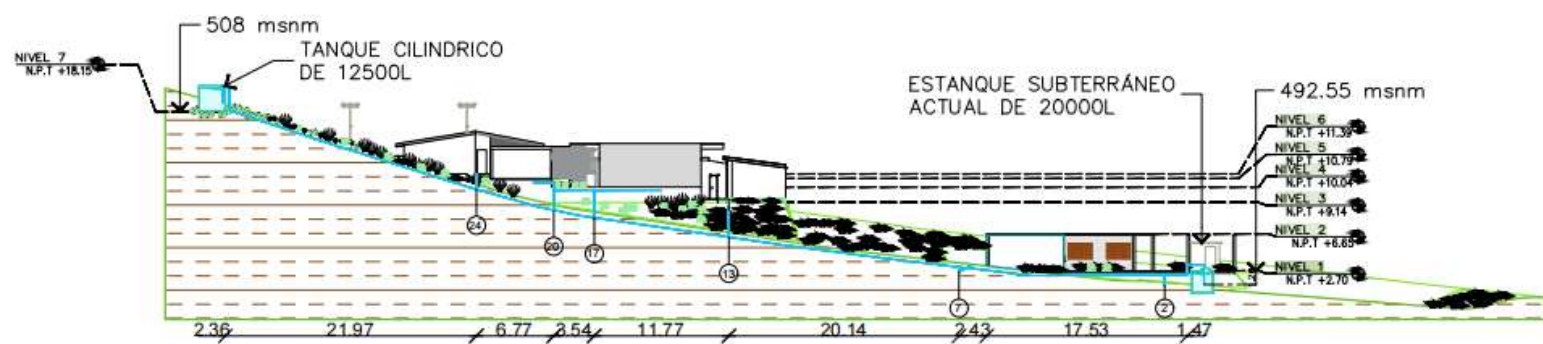 508 msnm
NIVEL 7
N.P.T +18.15
TANQUE CILINDRICO
DE 12500L
ESTANQUE SUBTERRÁNEO
ACTUAL DE 20000L
492.55 msnm
NIVEL 6
N.P.T +11.39
NIVEL 5
N.P.T +10.79
NIVEL 4
N.P.T +10.04
NIVEL 3
N.P.T +9.14
NIVEL 2
N.P.T +6.65
NIVEL 1
N.P.T +2.70
24
20
17
13
7
2
2.36 21.97 6.77 3.54 11.77 20.14 2.43 17.53 1.47